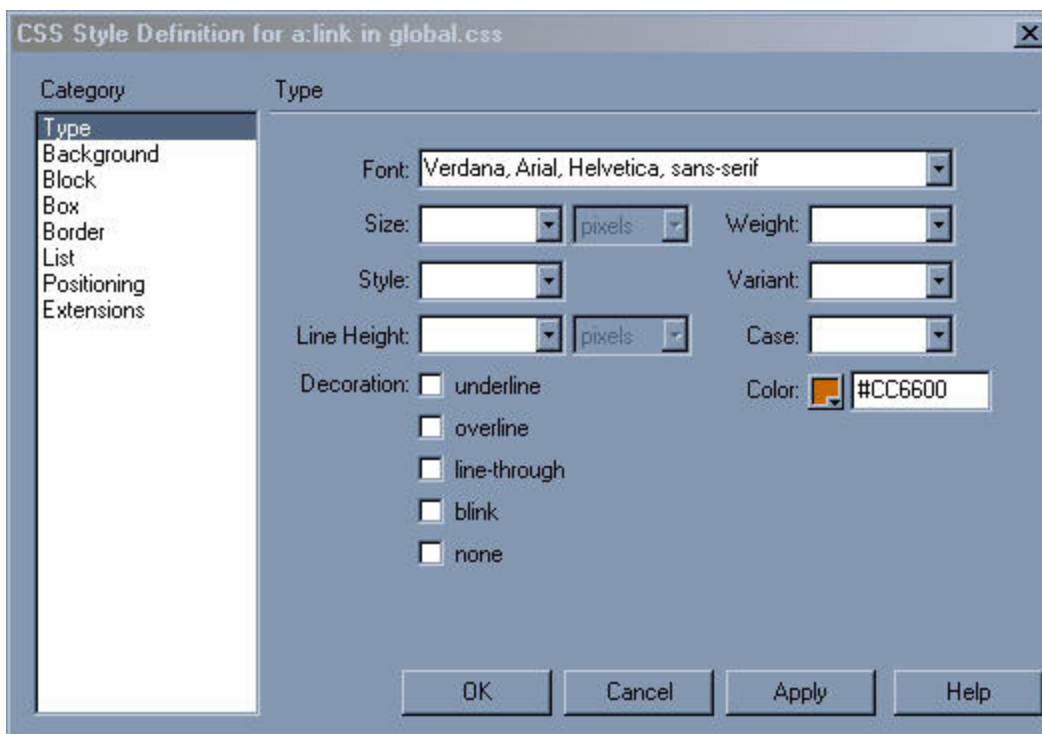 CSS Style Definition for a:link in global.css
Category
Type
Background
Block
Box
Border
List
Positioning
Extensions
Type
Font: Verdana, Arial, Helvetica, sans-serif
Size: pixels Weight:
Style: Variant:
Line Height: pixels Case:
Decoration: underline Color: #CC6600
overline
line-through
blink
none
OK Cancel Apply Help